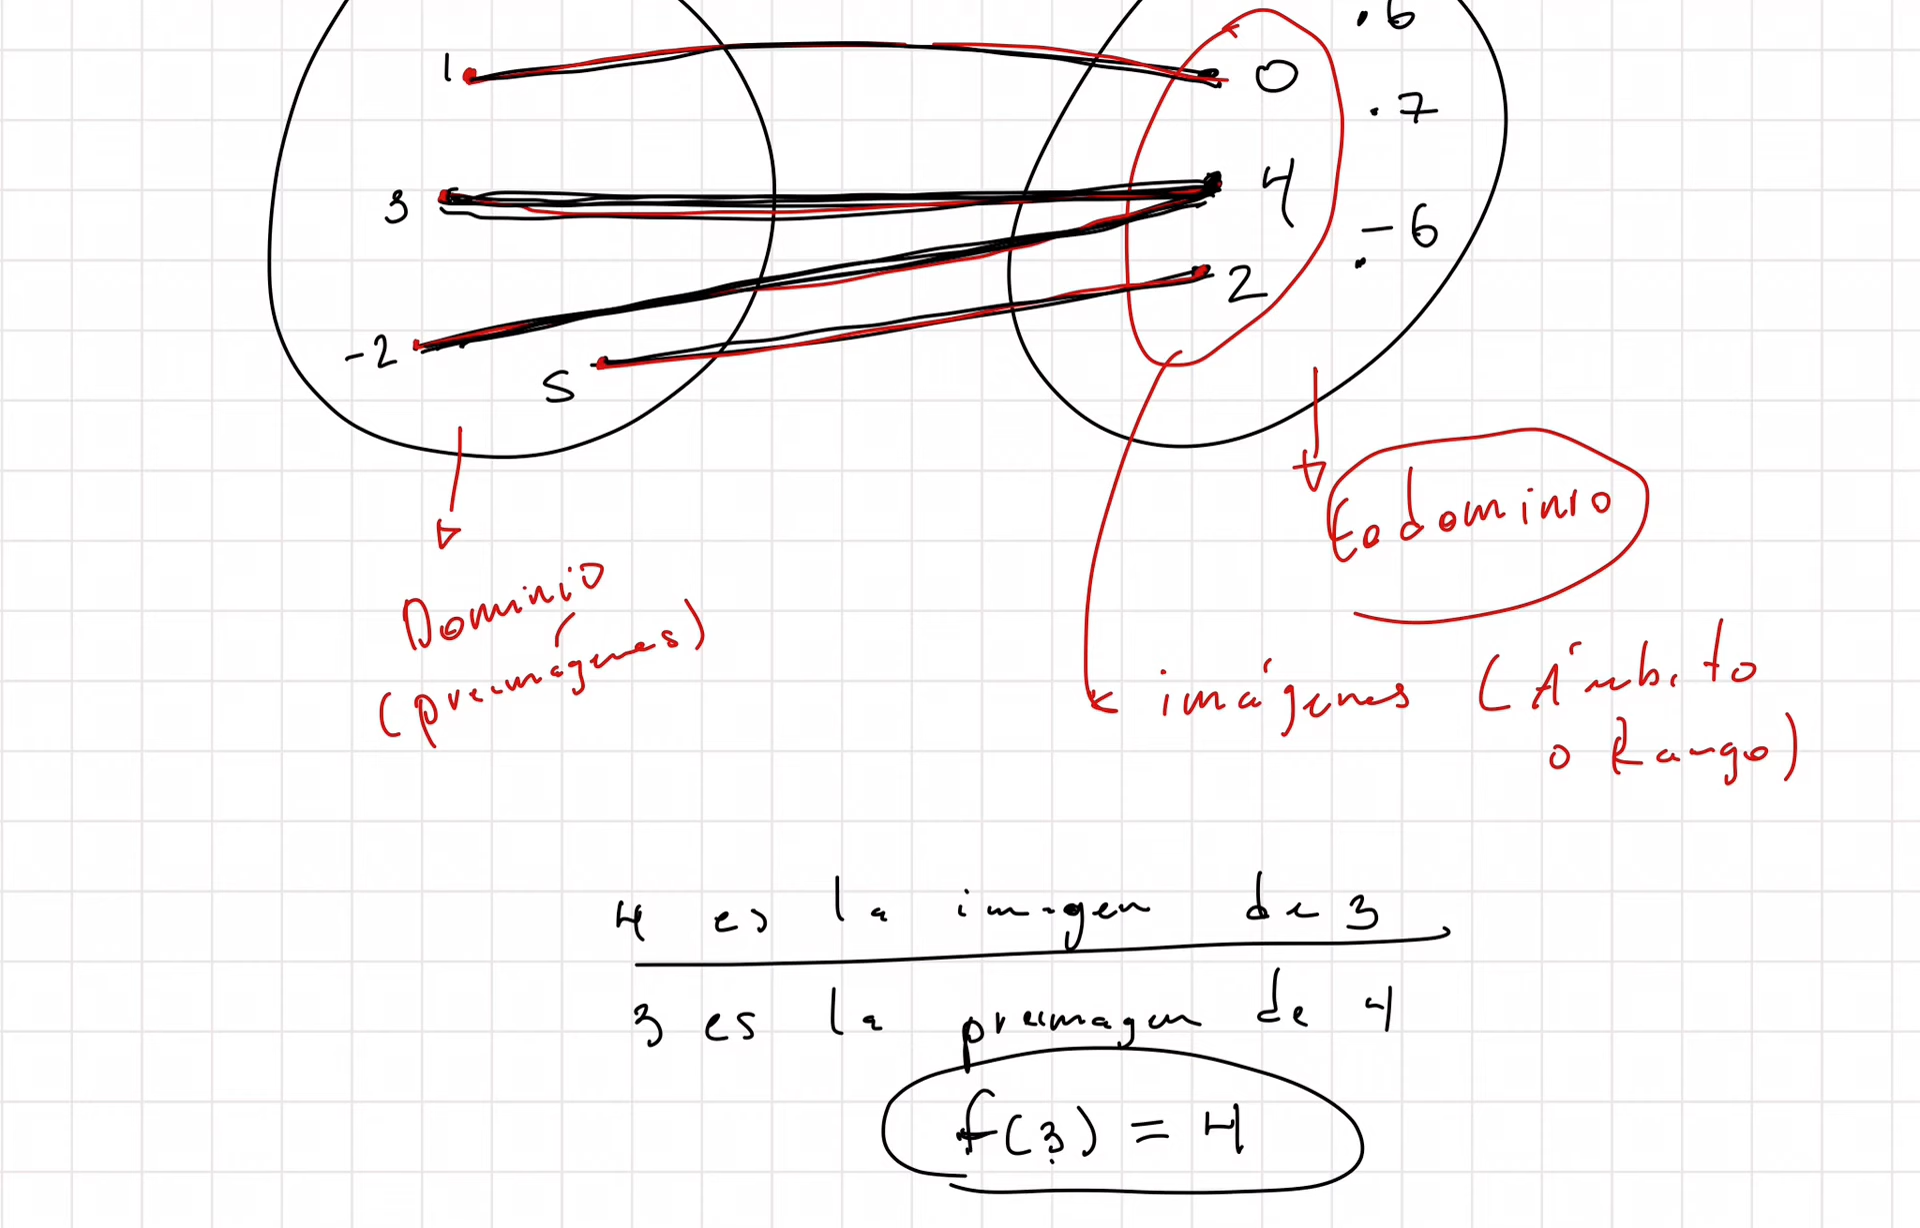 . 6
1 0
. 7
3 4
- 6
2
-2
5
Codominio
Dominio
(preimágenes)
imágenes (Ámbito
o Rango)
4 es la imagen de 3
3 es la preimagen de 4
f(3) = 4